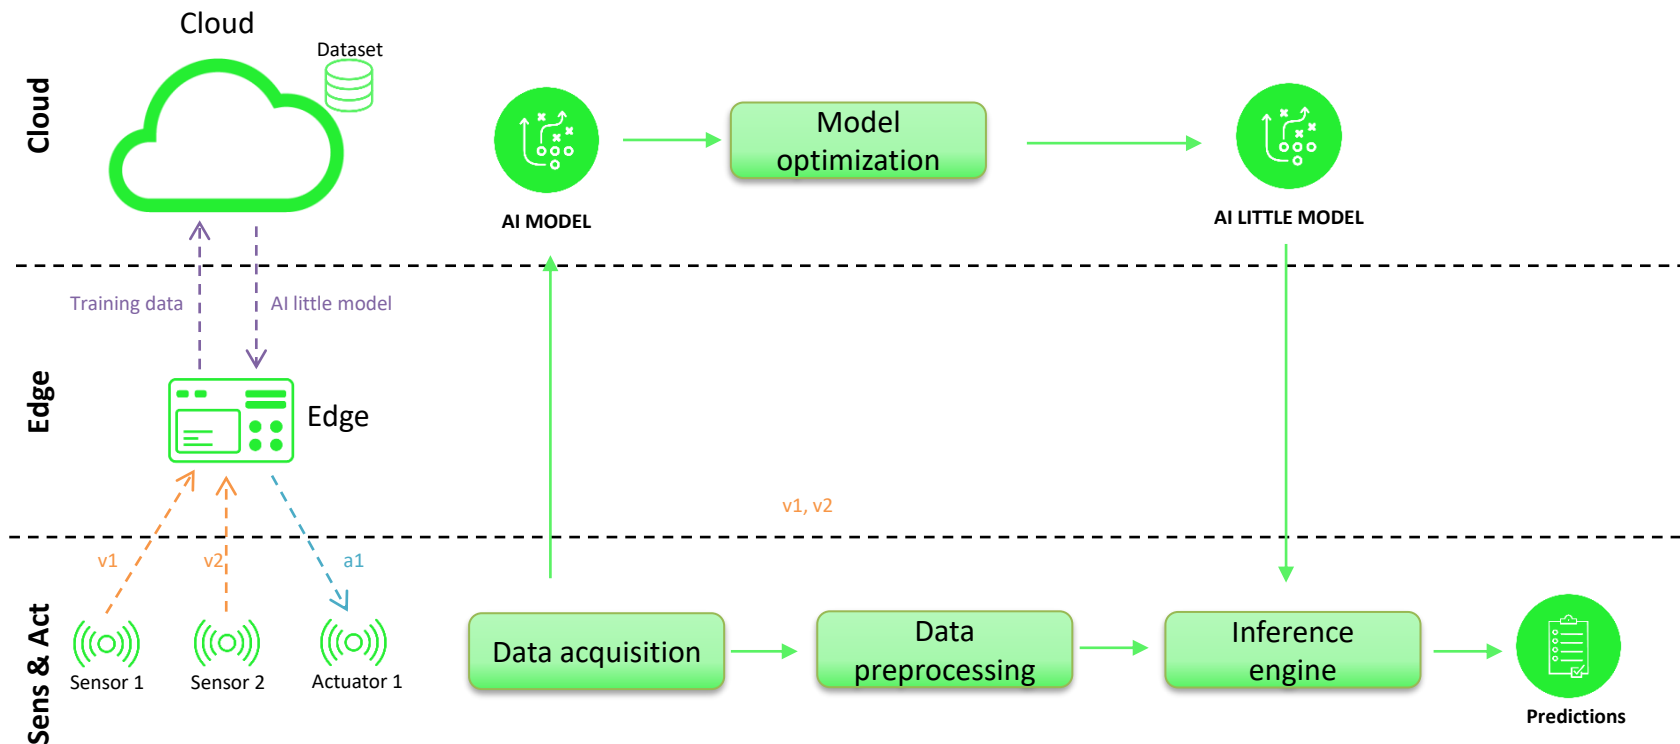 Cloud
Dataset
Cloud
Model
optimization
AI MODEL
AI LITTLE MODEL
Training data
AI little model
Edge
Edge
v1, v2
v1
v2
a1
Sens & Act
Sensor 1
Sensor 2
Actuator 1
Data acquisition
Data
preprocessing
Inference
engine
Predictions